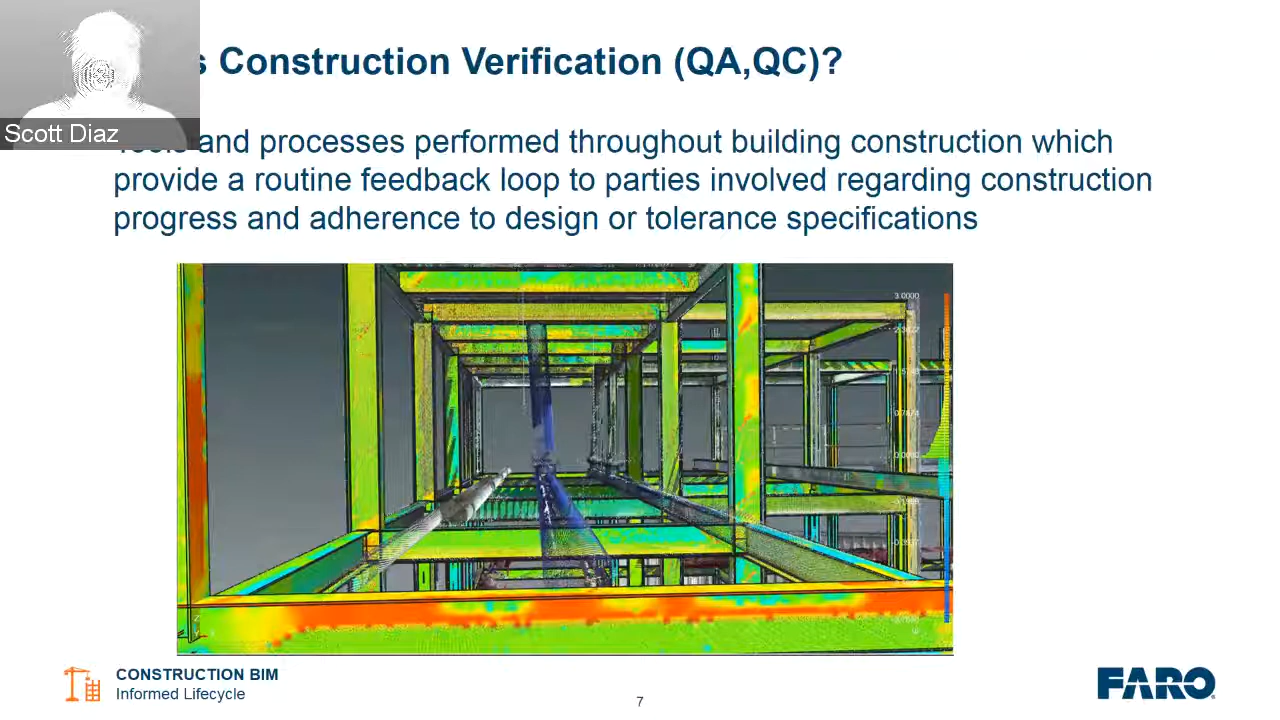 s Construction Verification (QA,QC)?
Scott Diaz
and processes performed throughout building construction which
provide a routine feedback loop to parties involved regarding construction
progress and adherence to design or tolerance specifications
3.0000
0.0000
CONSTRUCTION BIM
Informed Lifecycle
7
FARO